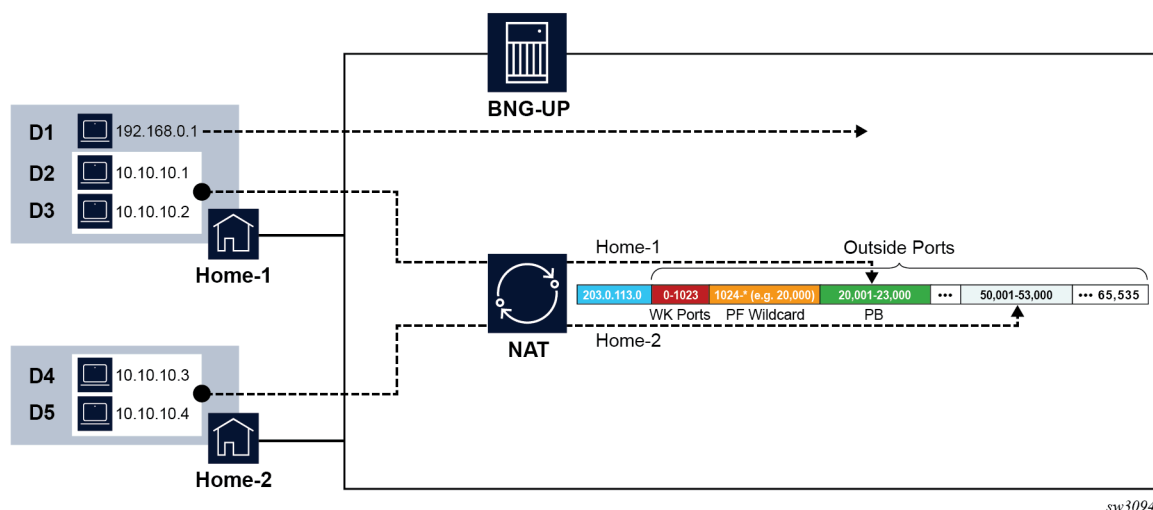 BNG-UP
D1 192.168.0.1
D2 10.10.10.1
D3 10.10.10.2
Home-1
Home-1
Outside Ports
203.0.113.0 0-1023 1024-* (e.g. 20,000) 20,001-23,000 ••• 50,001-53,000 ••• 65,535
WK Ports PF Wildcard PB
NAT
Home-2
D4 10.10.10.3
D5 10.10.10.4
Home-2
sw3094